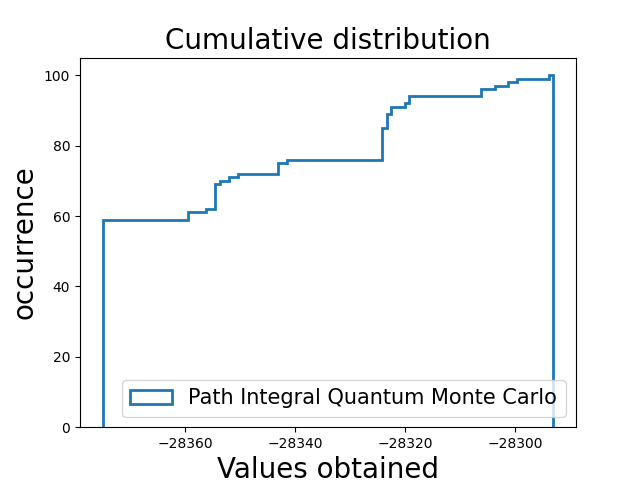 Cumulative distribution
100
80
60
40
20
0
occurrence
Path Integral Quantum Monte Carlo
−28360 −28340 −28320 −28300
Values obtained